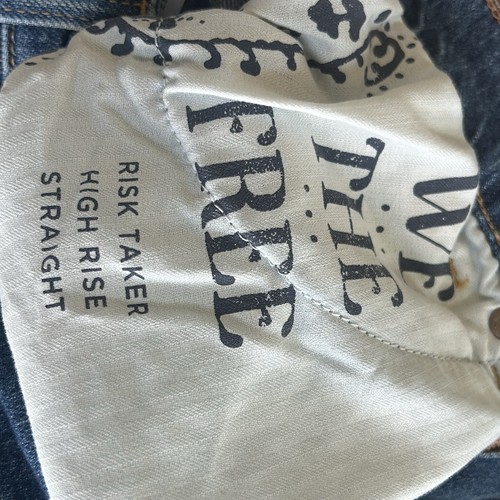 WE
THE
FREE
RISK TAKER
HIGH RISE
STRAIGHT